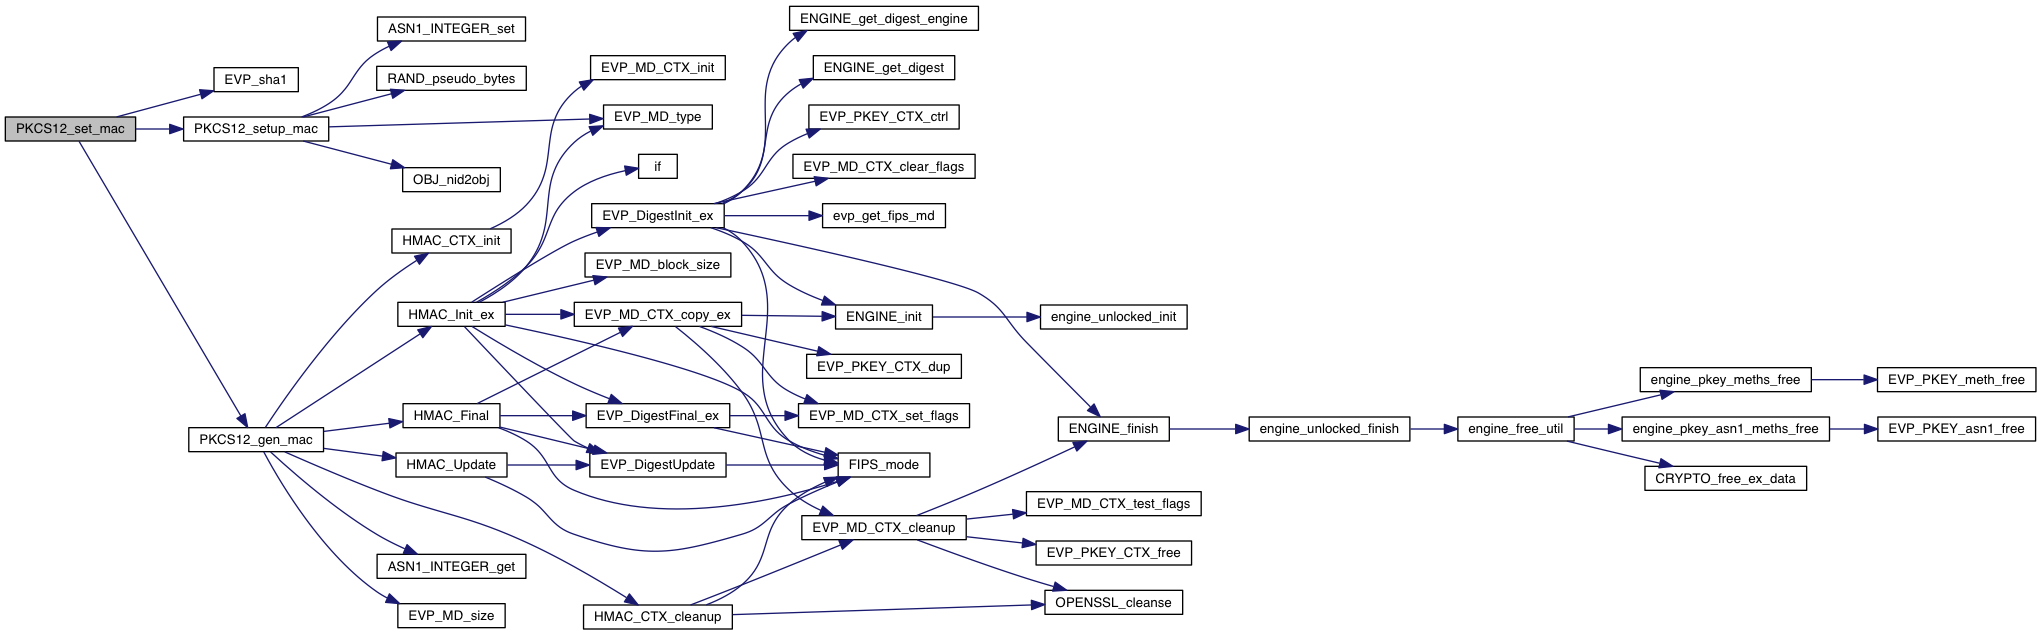 PKCS12_set_mac
EVP_sha1
PKCS12_setup_mac
PKCS12_gen_mac
ASN1_INTEGER_set
RAND_pseudo_bytes
OBJ_nid2obj
HMAC_CTX_init
HMAC_Init_ex
HMAC_Final
HMAC_Update
ASN1_INTEGER_get
EVP_MD_size
EVP_MD_CTX_init
EVP_MD_type
if
EVP_DigestInit_ex
EVP_MD_block_size
EVP_MD_CTX_copy_ex
EVP_DigestFinal_ex
EVP_DigestUpdate
HMAC_CTX_cleanup
ENGINE_get_digest_engine
ENGINE_get_digest
EVP_PKEY_CTX_ctrl
EVP_MD_CTX_clear_flags
evp_get_fips_md
ENGINE_init
EVP_PKEY_CTX_dup
EVP_MD_CTX_set_flags
FIPS_mode
EVP_MD_CTX_cleanup
engine_unlocked_init
ENGINE_finish
EVP_MD_CTX_test_flags
EVP_PKEY_CTX_free
OPENSSL_cleanse
engine_unlocked_finish
engine_free_util
engine_pkey_meths_free
engine_pkey_asn1_meths_free
CRYPTO_free_ex_data
EVP_PKEY_meth_free
EVP_PKEY_asn1_free